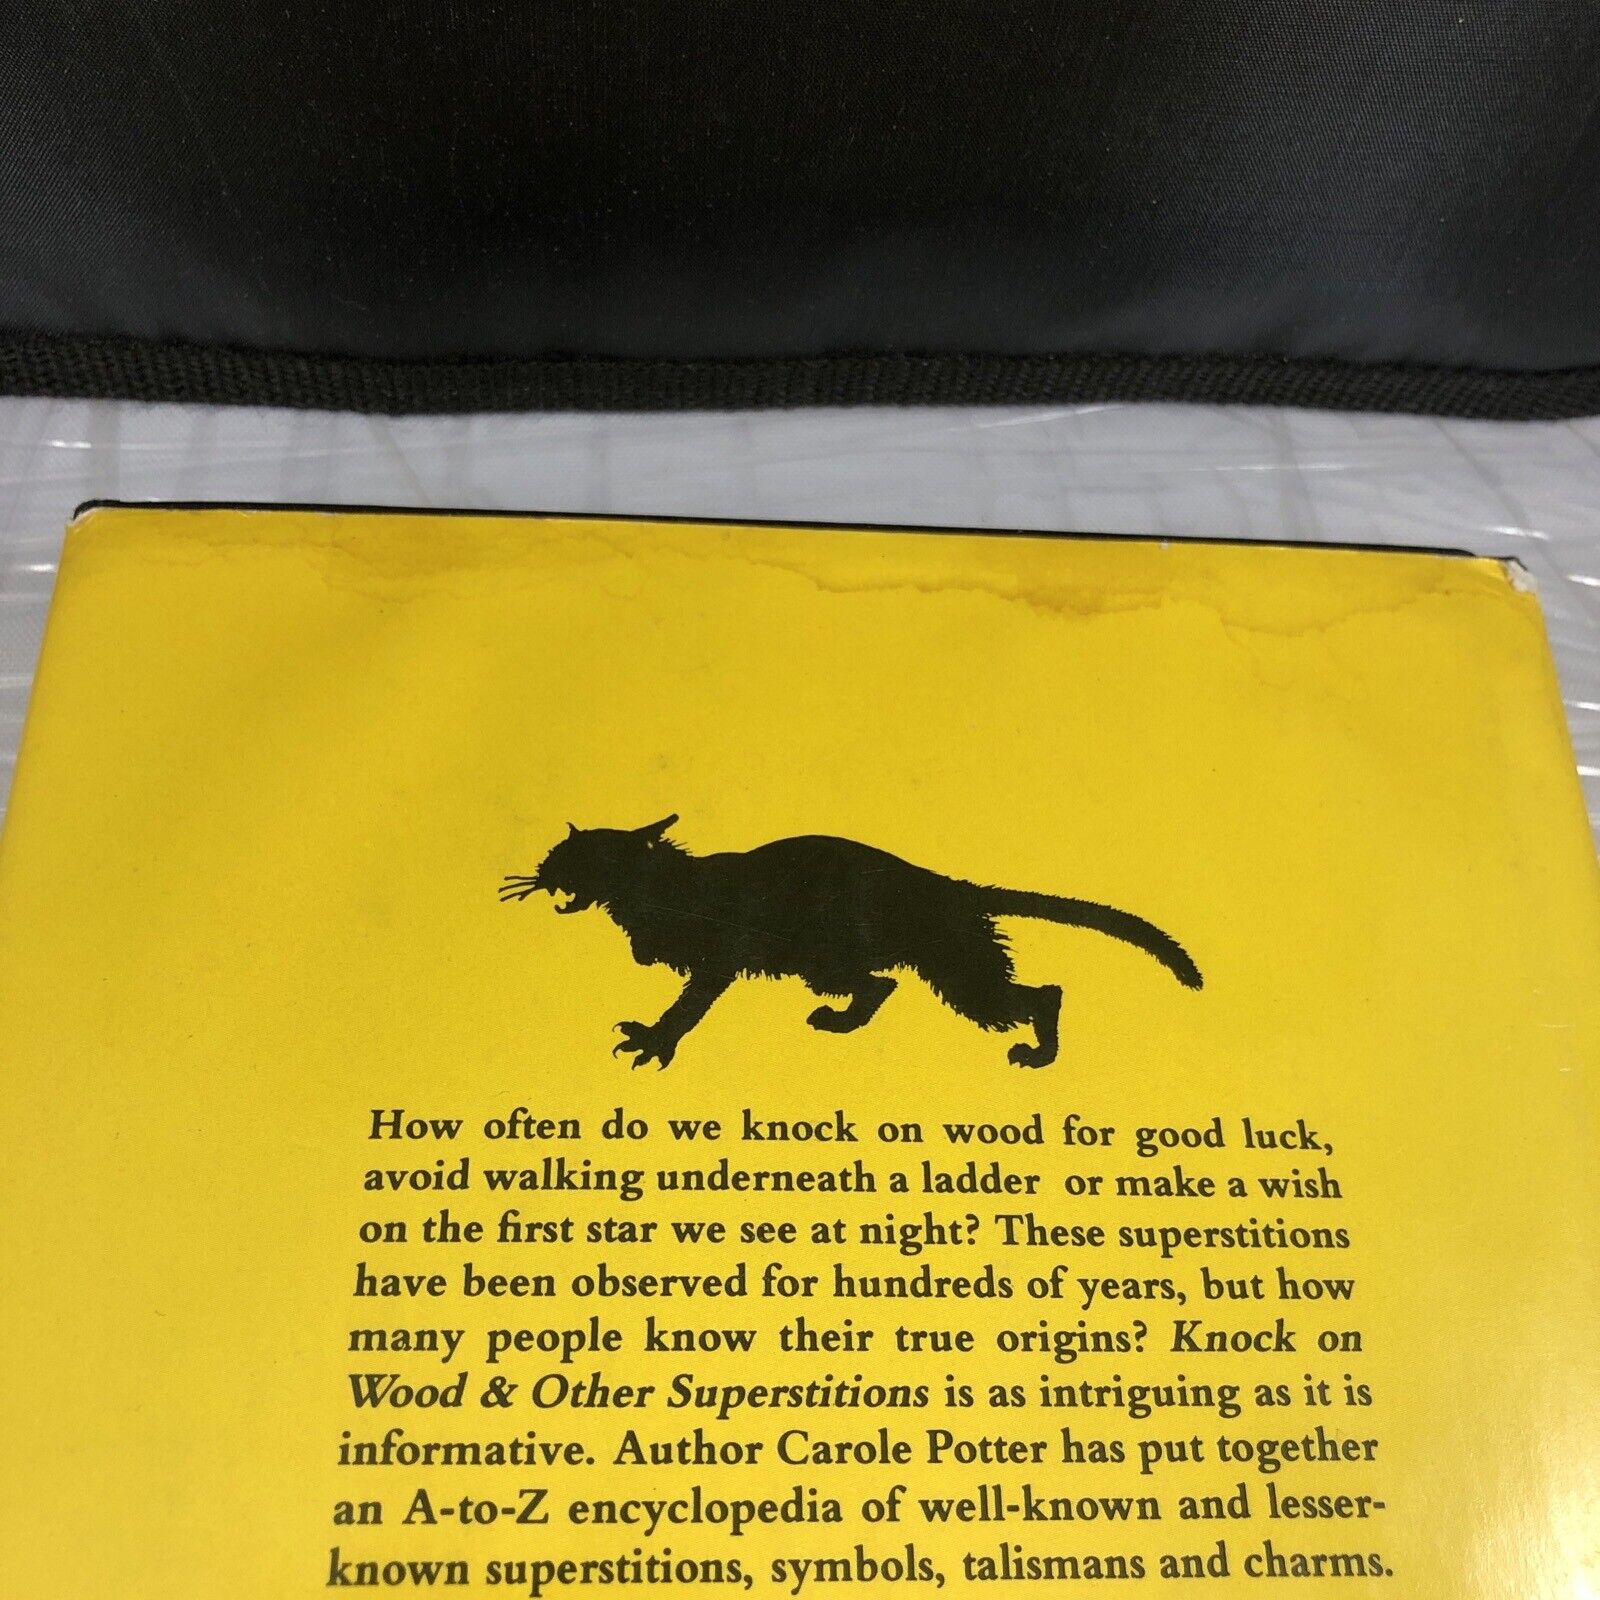 How often do we knock on wood for good luck,
avoid walking underneath a ladder or make a wish
on the first star we see at night? These superstitions
have been observed for hundreds of years, but how
many people know their true origins? Knock on
Wood & Other Superstitions is as intriguing as it is
informative. Author Carole Potter has put together
an A-to-Z encyclopedia of well-known and lesser-
known superstitions, symbols, talismans and charms.